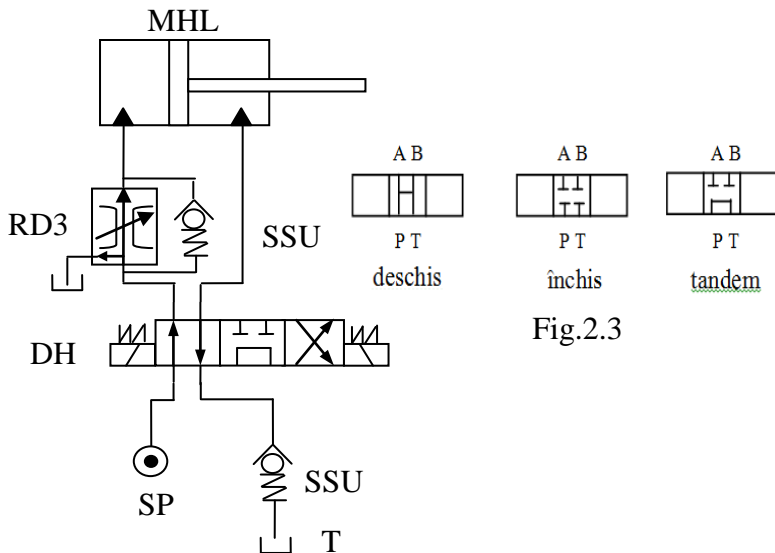 MHL
A B
A B
A B
RD3
SSU
P T
P T
P T
deschis
închis
tandem
Fig.2.3
DH
SP
SSU
T